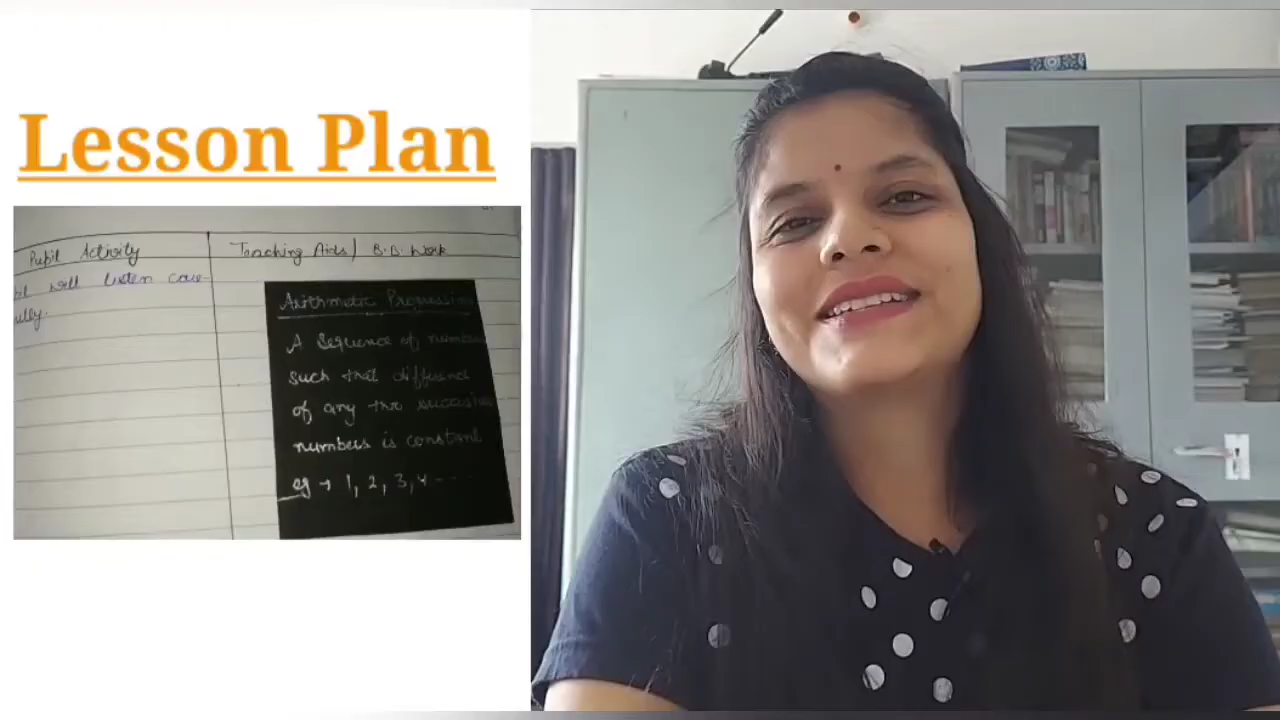 Lesson Plan
Pupil Activity
Teaching Aids / B.B. Work
will listen care-
ully.
Arithmetic Progression
A Sequence of number
such that difference
of any two successive
numbers is constant
eg → 1, 2, 3, 4 - - - -